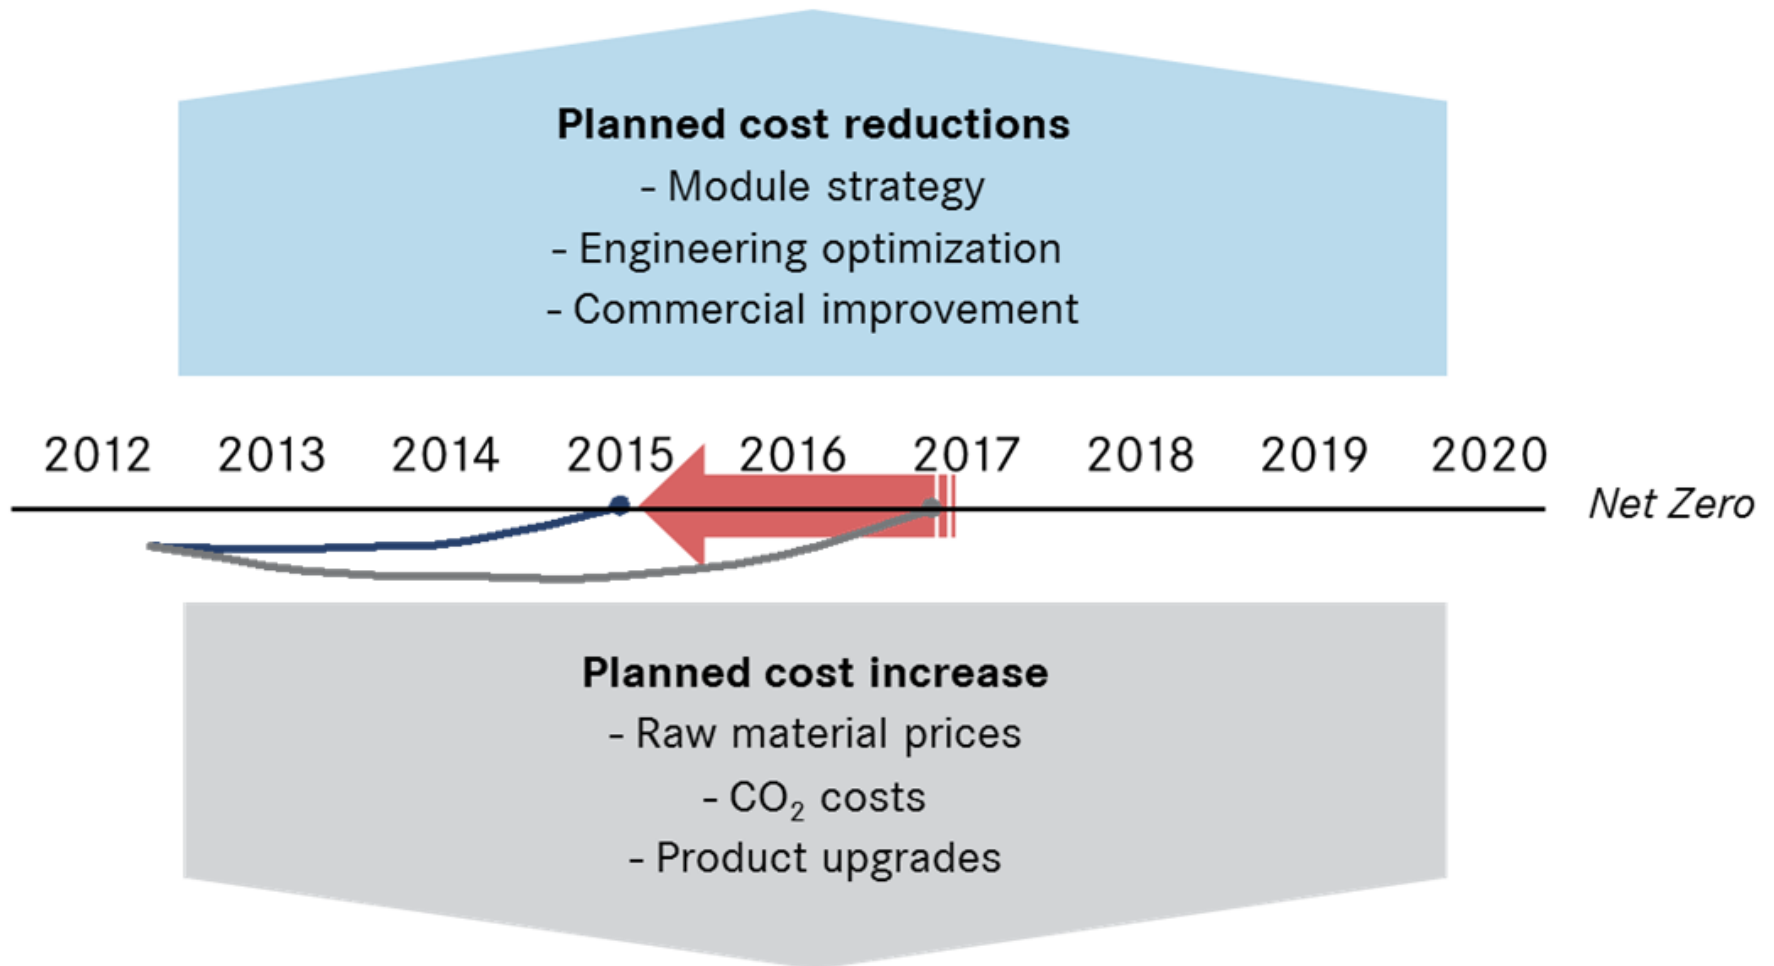 Planned cost reductions
- Module strategy
- Engineering optimization
- Commercial improvement
2012 2013 2014 2015 2016 2017 2018 2019 2020
Net Zero
Planned cost increase
- Raw material prices
- CO₂ costs
- Product upgrades